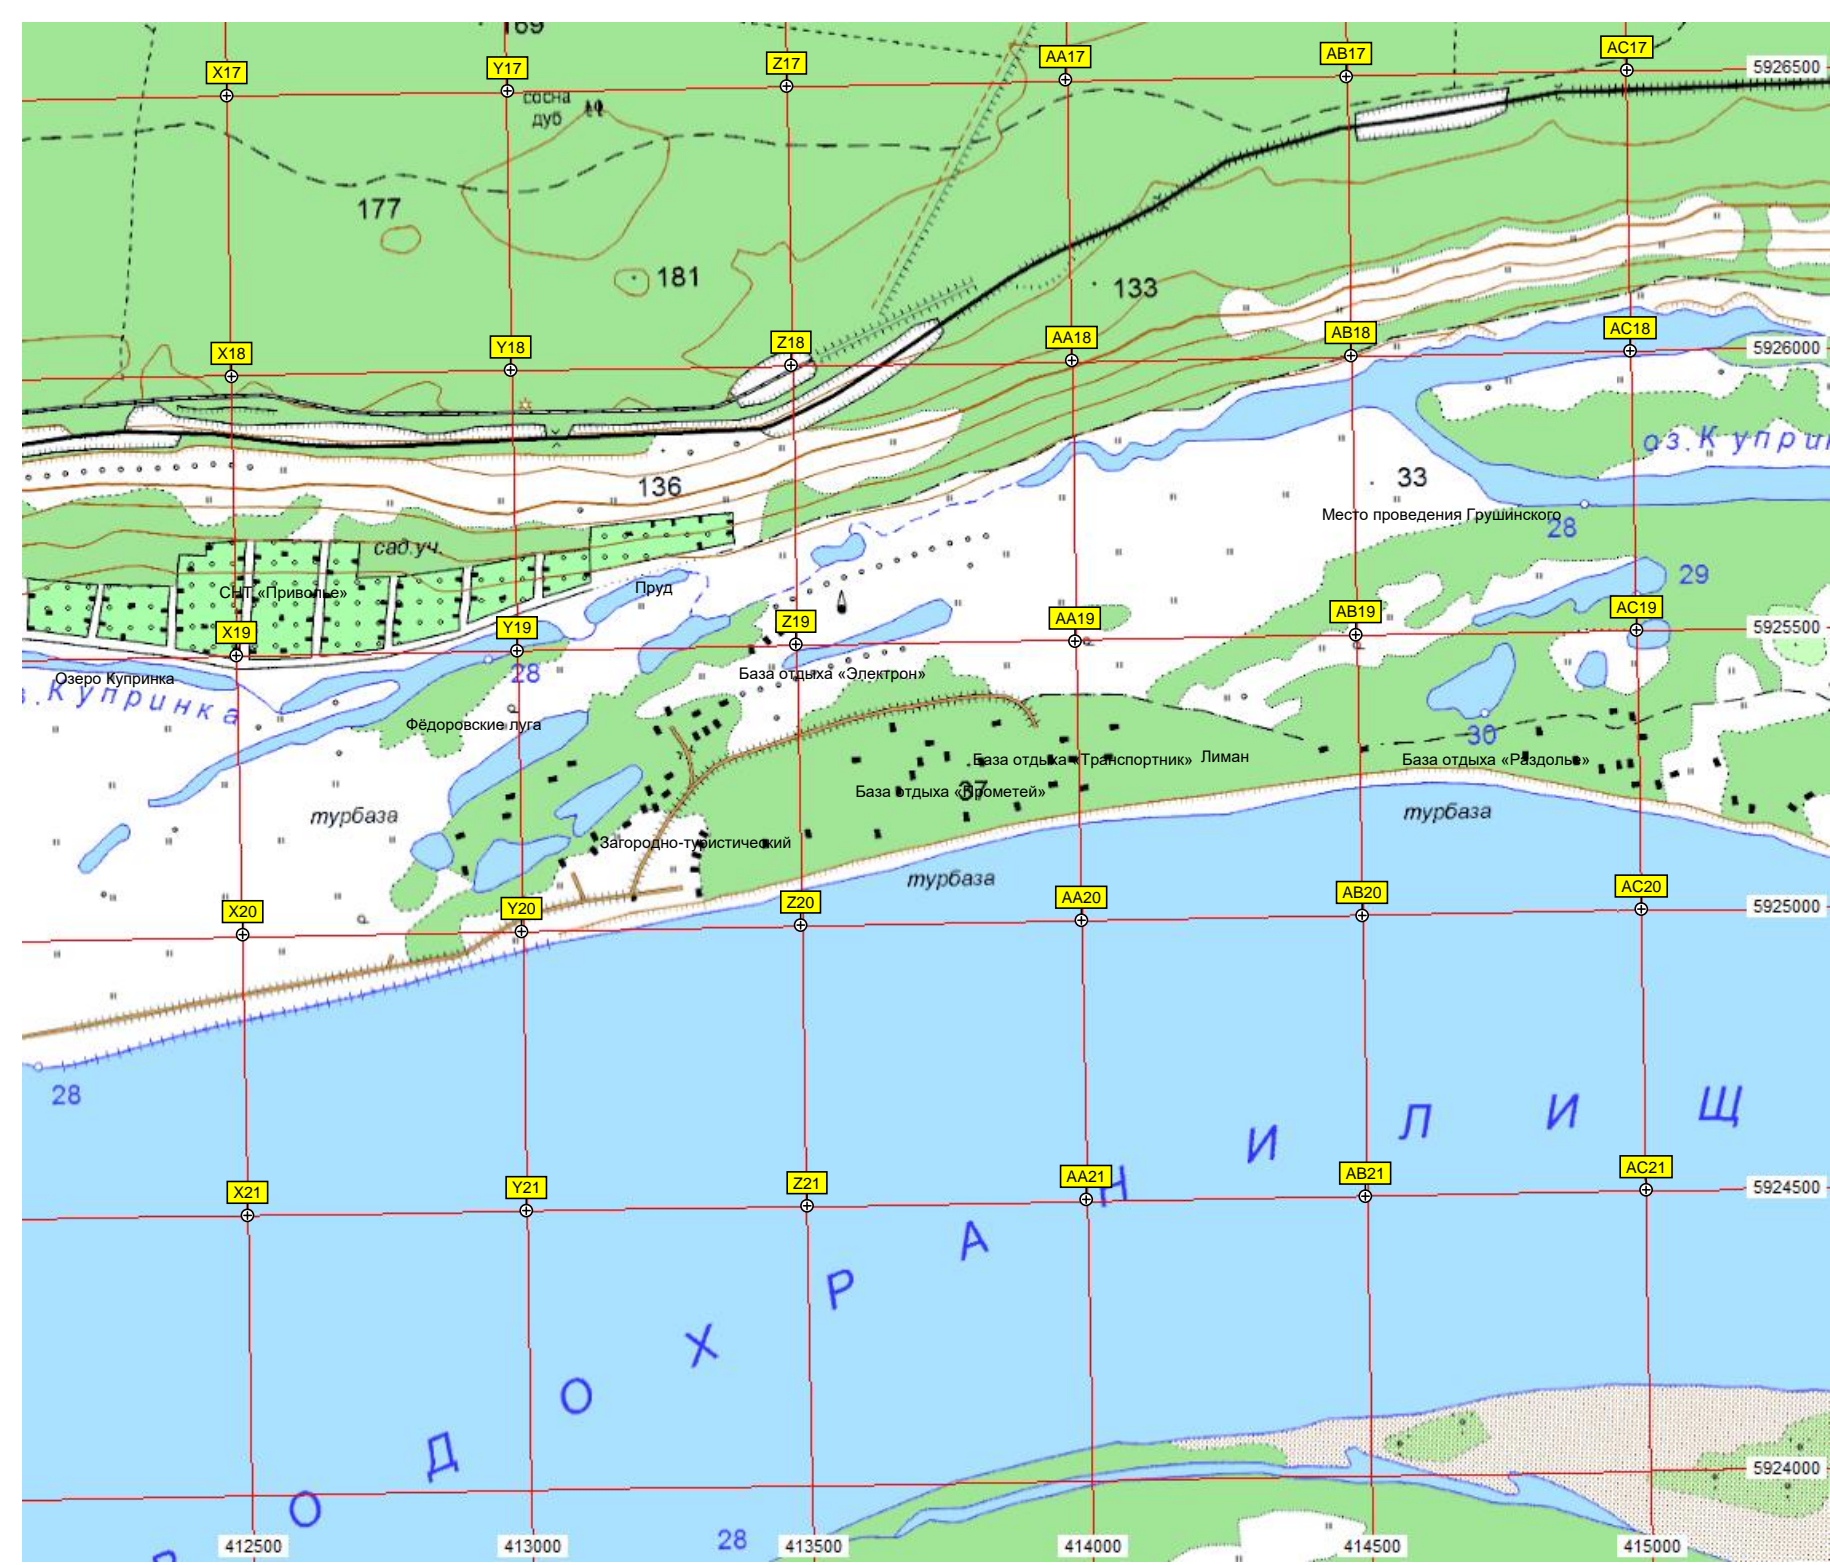 169
X17
Y17
Z17
AA17
AB17
AC17
5926500
сосна
дуб
177
181
133
X18
Y18
Z18
AA18
AB18
AC18
5926000
оз. Куприн
136
33
Место проведения Грушинского
28
сад.уч.
СНТ «Приволье»
Пруд
29
X19
Y19
Z19
AA19
AB19
AC19
5925500
Озеро Купринка
з. Купринка
28
База отдыха «Электрон»
Фёдоровские луга
30
База отдыха «Транспортник»
Лиман
База отдыха «Раздолье»
База отдыха «Прометей»
37
турбаза
турбаза
Загородно-туристический
турбаза
X20
Y20
Z20
AA20
AB20
AC20
5925000
28
X21
Y21
Z21
AA21
AB21
AC21
5924500
В О Д О Х Р А Н И Л И Щ
5924000
28
412500
413000
413500
414000
414500
415000